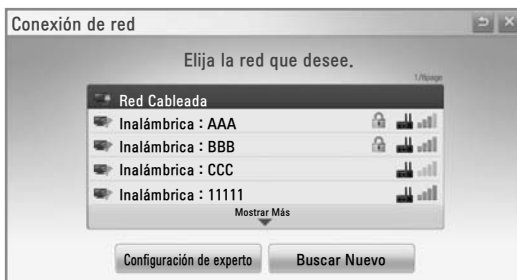 Conexión de red
Elija la red que desee.
1/8page
Red Cableada
Inalámbrica : AAA
Inalámbrica : BBB
Inalámbrica : CCC
Inalámbrica : 11111
Mostrar Más
Configuración de experto
Buscar Nuevo